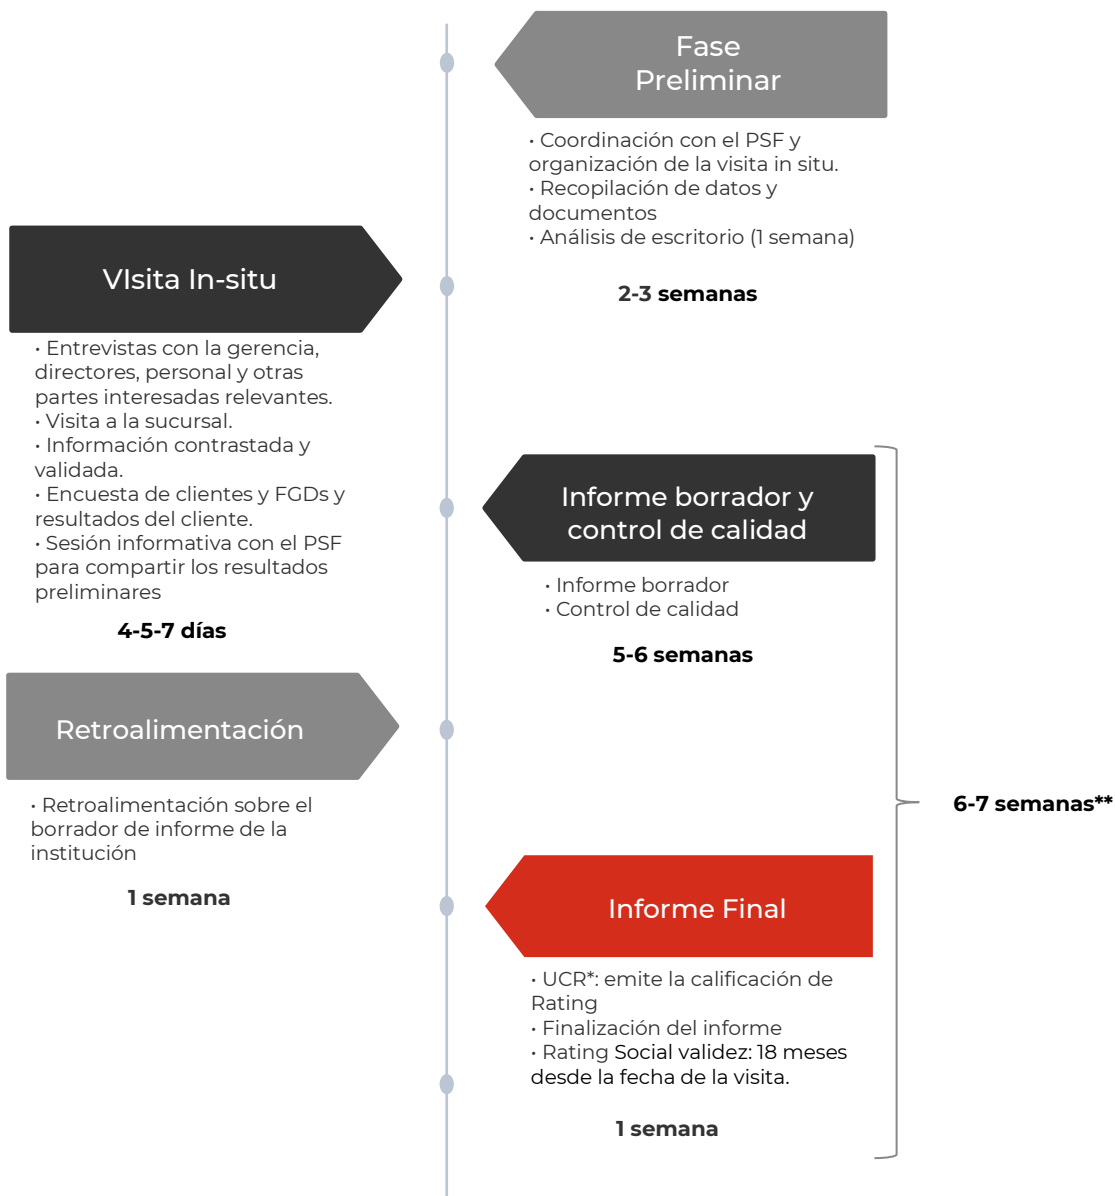 Fase
Preliminar
• Coordinación con el PSF y
organización de la visita in situ.
• Recopilación de datos y
documentos
• Análisis de escritorio (1 semana)
2-3 semanas
VIsita In-situ
• Entrevistas con la gerencia,
directores, personal y otras
partes interesadas relevantes.
• Visita a la sucursal.
• Información contrastada y
validada.
• Encuesta de clientes y FGDs y
resultados del cliente.
• Sesión informativa con el PSF
para compartir los resultados
preliminares
4-5-7 días
Informe borrador y
control de calidad
• Informe borrador
• Control de calidad
5-6 semanas
Retroalimentación
• Retroalimentación sobre el
borrador de informe de la
institución
1 semana
6-7 semanas**
Informe Final
• UCR*: emite la calificación de
Rating
• Finalización del informe
• Rating Social validez: 18 meses
desde la fecha de la visita.
1 semana